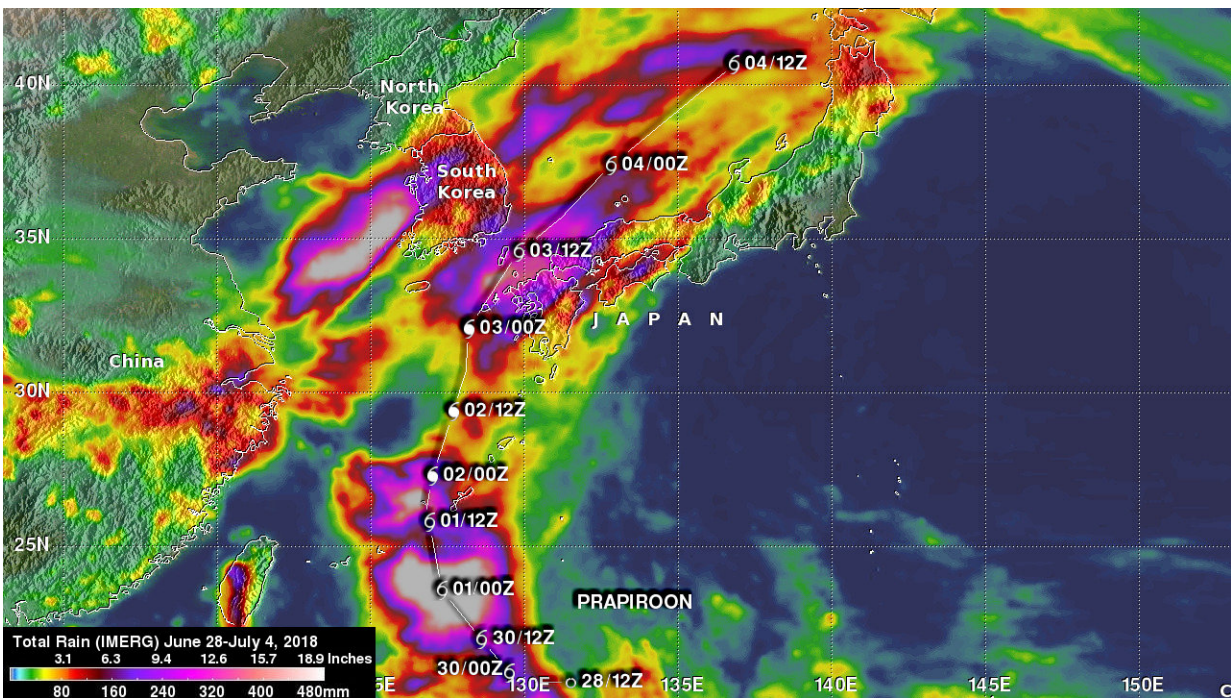 40N
North
Korea
04/12Z
South
Korea
04/00Z
35N
03/12Z
03/00Z
J A P A N
China
30N
02/12Z
02/00Z
01/12Z
25N
01/00Z
PRAPIROON
30/12Z
30/00Z
28/12Z
Total Rain (IMERG) June 28-July 4, 2018
3.1 6.3 9.4 12.6 15.7 18.9 Inches
80 160 240 320 400 480mm
130E 135E 140E 145E 150E